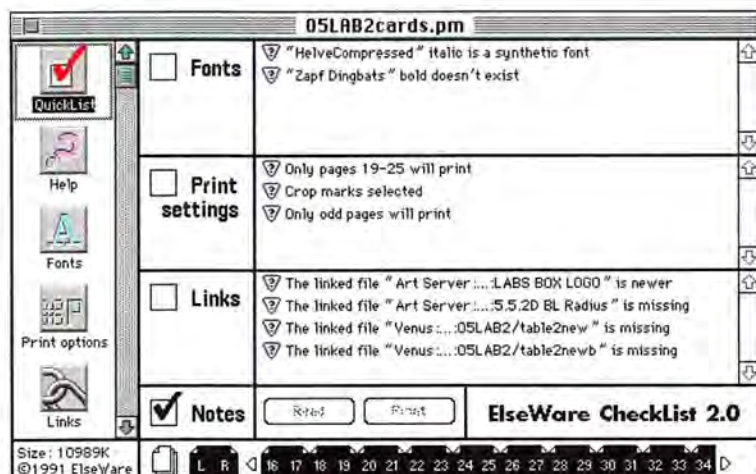 05LAB2cards.pm
QuickList
Help
Fonts
Print options
Links
Size: 10989K
©1991 ElseWare
Fonts
"HelveCompressed" italic is a synthetic font
"Zapf Dingbats" bold doesn't exist
Print settings
Only pages 19-25 will print
Crop marks selected
Only odd pages will print
Links
The linked file "Art Server:...:LABS BOX LOGO" is newer
The linked file "Art Server:...:5.5.2D BL Radius" is missing
The linked file "Venus:...:05LAB2/table2new" is missing
The linked file "Venus:...:05LAB2/table2newb" is missing
Notes
Read
Print
ElseWare CheckList 2.0
L R 16 17 18 19 20 21 22 23 24 25 26 27 28 29 30 31 32 33 34